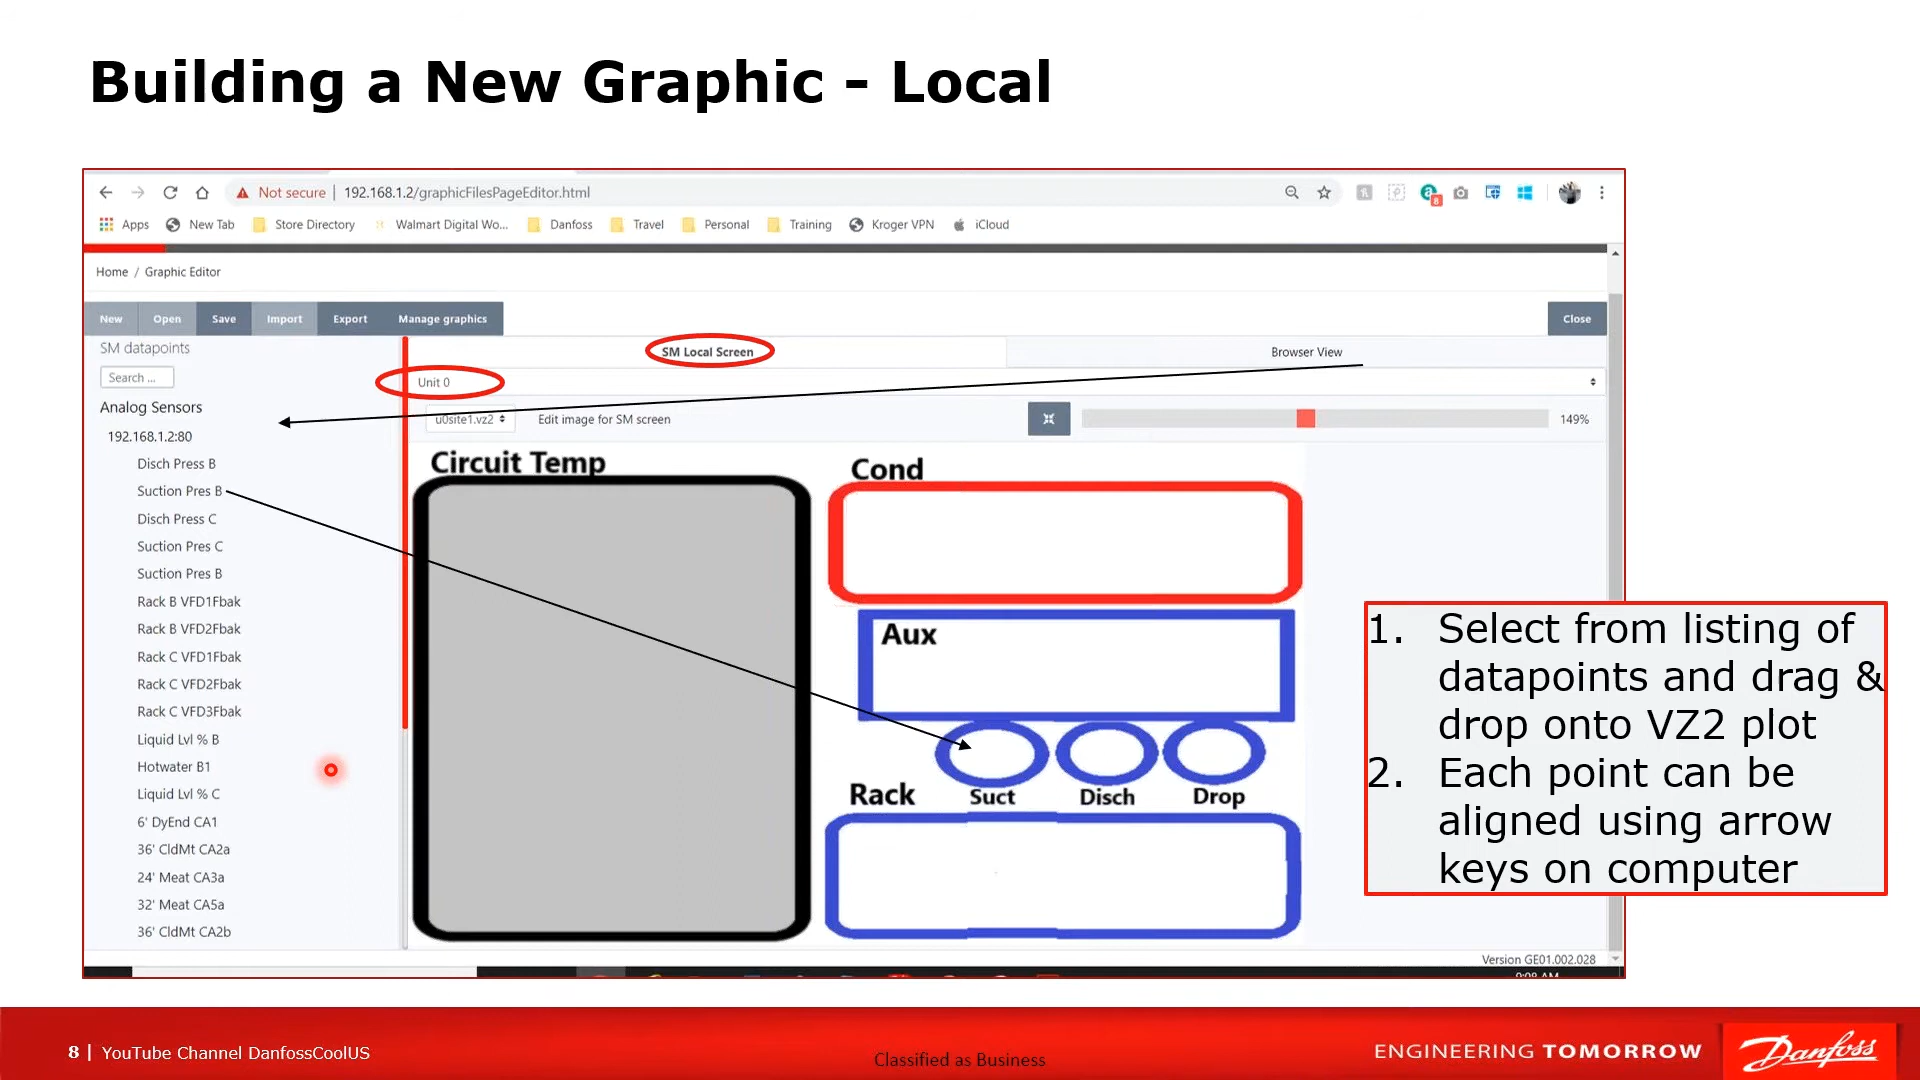 Building a New Graphic - Local
Not secure | 192.168.1.2/graphicFilesPageEditor.html
8
Apps New Tab Store Directory Walmart Digital Wo... Danfoss Travel Personal Training Kroger VPN iCloud
Home / Graphic Editor
New Open Save Import Export Manage graphics Close
SM datapoints
SM Local Screen Browser View
Search ...
Unit 0
Analog Sensors
u0site1.vz2 Edit image for SM screen 149%
192.168.1.2:80
Disch Press B
Suction Pres B
Disch Press C
Suction Pres C
Suction Pres B
Rack B VFD1Fbak
Rack B VFD2Fbak
Rack C VFD1Fbak
Rack C VFD2Fbak
Rack C VFD3Fbak
Liquid Lvl % B
Hotwater B1
Liquid Lvl % C
6' DyEnd CA1
36' CldMt CA2a
24' Meat CA3a
32' Meat CA5a
36' CldMt CA2b
Circuit Temp
Cond
Aux
Rack Suct Disch Drop
Version GE01.002.028
9:08 AM
1. Select from listing of
datapoints and drag &
drop onto VZ2 plot
2. Each point can be
aligned using arrow
keys on computer
8 | YouTube Channel DanfossCoolUS
Classified as Business
ENGINEERING TOMORROW
Danfoss